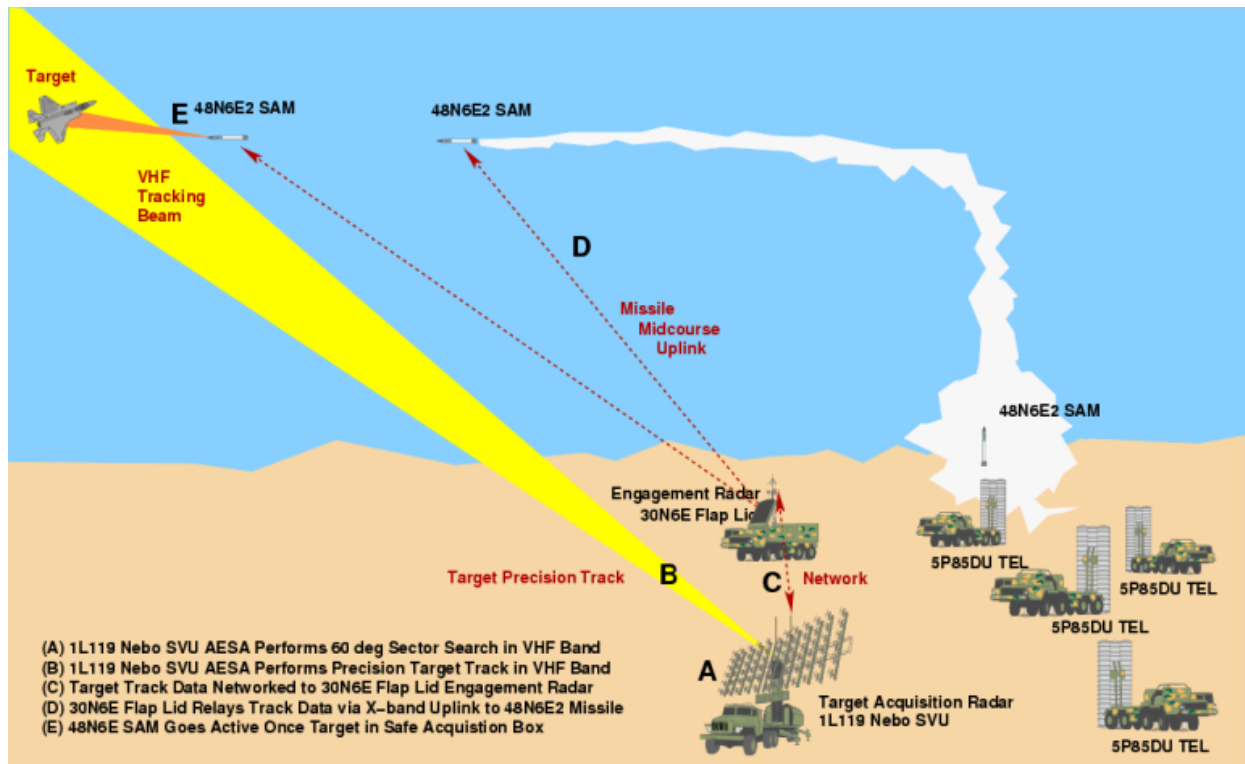 Target
E
48N6E2 SAM
48N6E2 SAM
VHF
Tracking
Beam
D
Missile
Midcourse
Uplink
48N6E2 SAM
Engagement Radar
30N6E Flap Lid
5P85DU TEL
5P85DU TEL
5P85DU TEL
Target Precision Track
B
C
Network
A
Target Acquisition Radar
1L119 Nebo SVU
5P85DU TEL
(A) 1L119 Nebo SVU AESA Performs 60 deg Sector Search in VHF Band
(B) 1L119 Nebo SVU AESA Performs Precision Target Track in VHF Band
(C) Target Track Data Networked to 30N6E Flap Lid Engagement Radar
(D) 30N6E Flap Lid Relays Track Data via X-band Uplink to 48N6E2 Missile
(E) 48N6E SAM Goes Active Once Target in Safe Acquistion Box